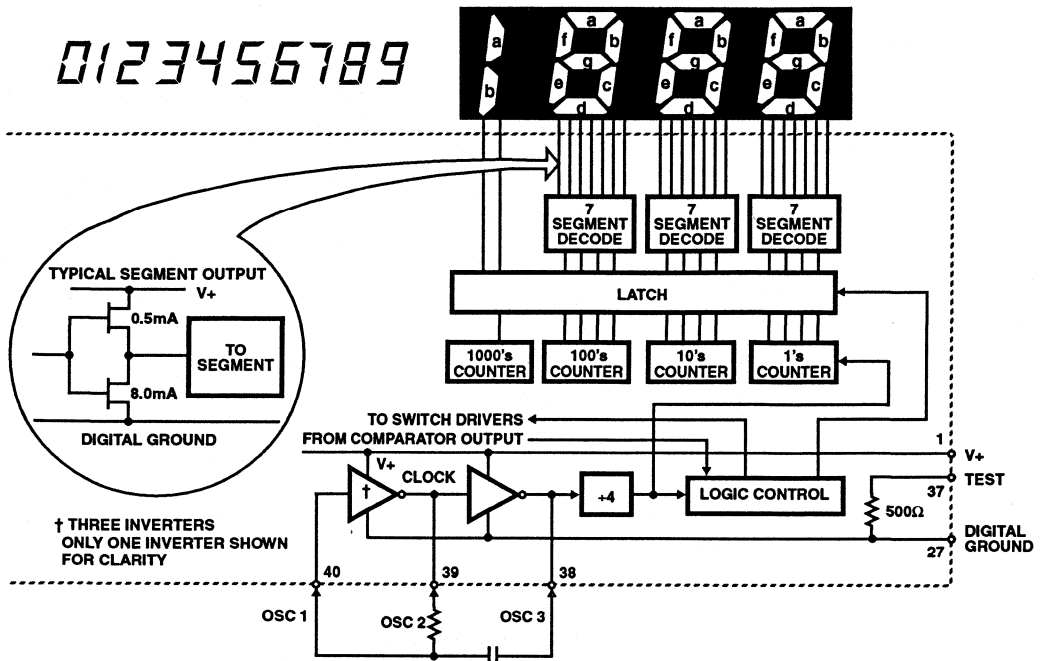 0123456789
a
b
a
f
b
g
e
c
d
a
f
b
g
e
c
d
a
f
b
g
e
c
d
7
SEGMENT
DECODE
7
SEGMENT
DECODE
7
SEGMENT
DECODE
TYPICAL SEGMENT OUTPUT
V+
0.5mA
TO
SEGMENT
8.0mA
DIGITAL GROUND
LATCH
1000's
COUNTER
100's
COUNTER
10's
COUNTER
1's
COUNTER
TO SWITCH DRIVERS
FROM COMPARATOR OUTPUT
1
V+
V+
CLOCK
†
÷4
LOGIC CONTROL
TEST
37
500Ω
DIGITAL
GROUND
27
† THREE INVERTERS
ONLY ONE INVERTER SHOWN
FOR CLARITY
40
39
38
OSC 1
OSC 2
OSC 3